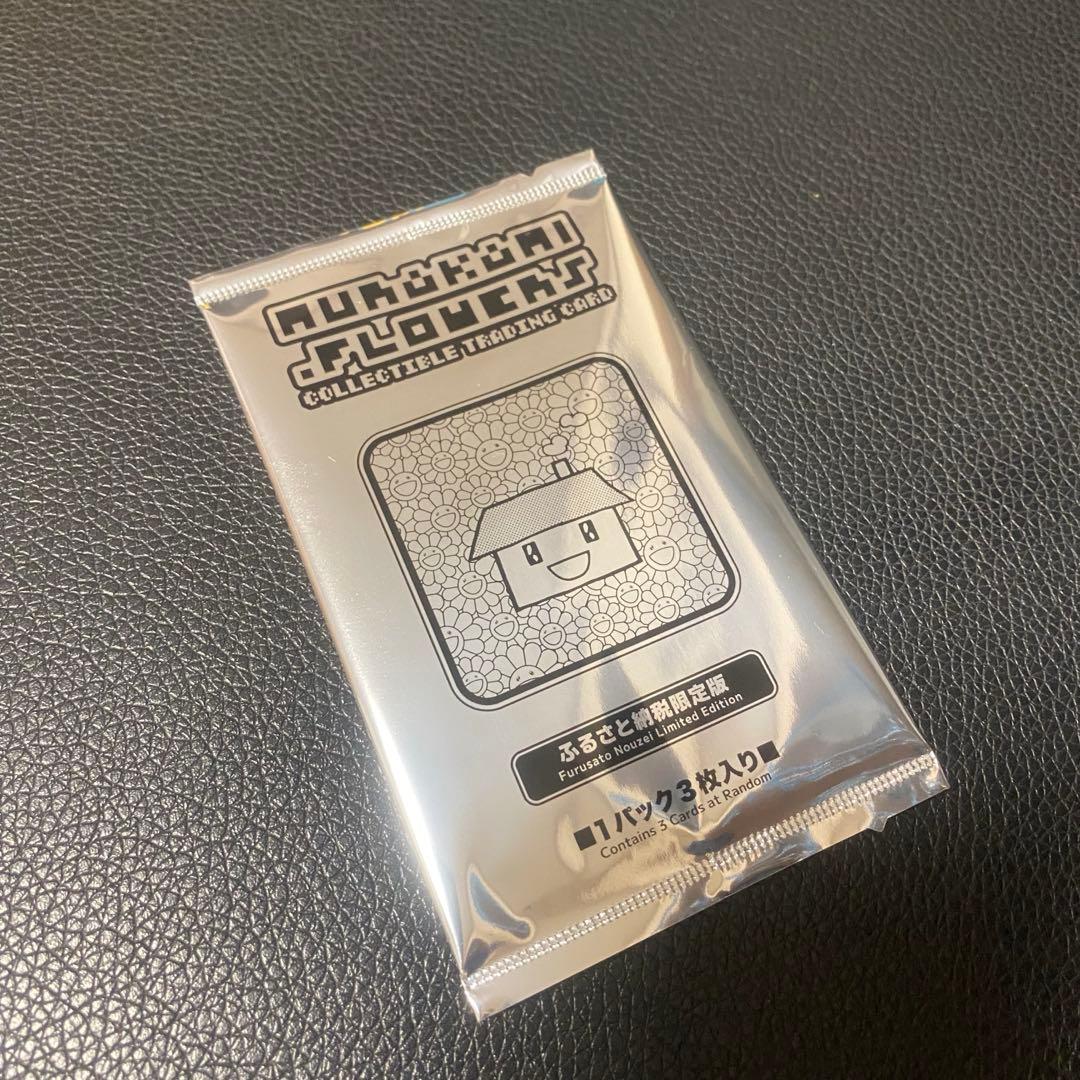 MURAKAMI
FLOWERS
COLLECTIBLE TRADING CARD
ふるさと納税限定版
Furusato Nouzei Limited Edition
■1パック3枚入り■
Contains 3 Cards at Random